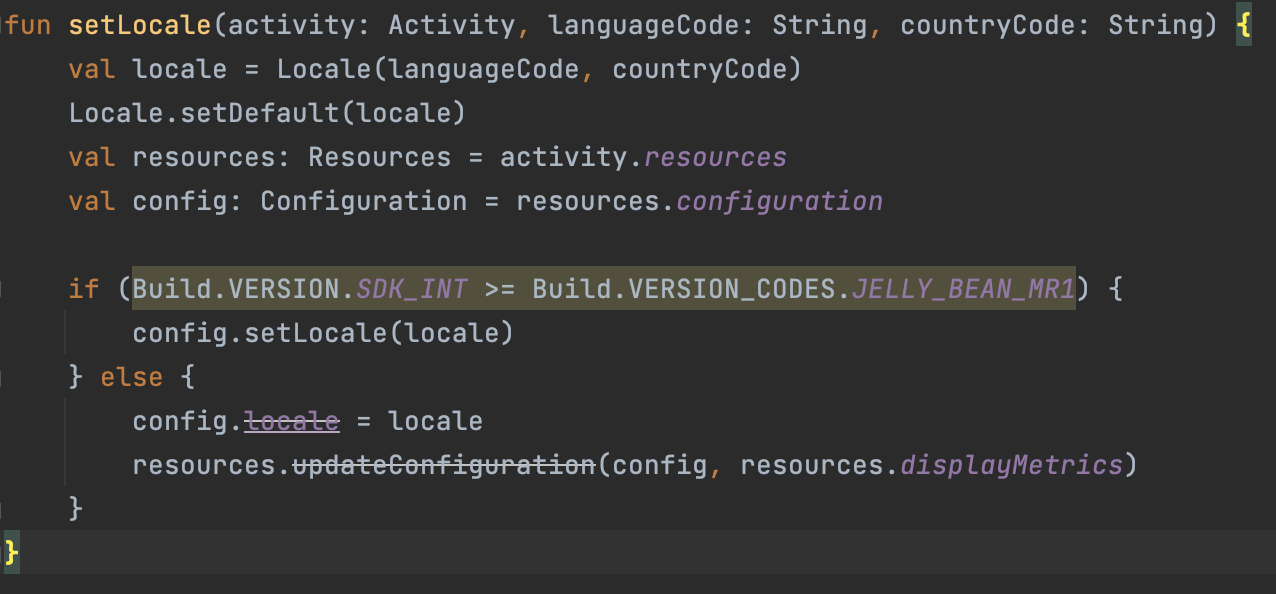 fun setLocale(activity: Activity, languageCode: String, countryCode: String) {
val locale = Locale(languageCode, countryCode)
Locale.setDefault(locale)
val resources: Resources = activity.resources
val config: Configuration = resources.configuration
if (Build.VERSION.SDK_INT >= Build.VERSION_CODES.JELLY_BEAN_MR1) {
config.setLocale(locale)
} else {
config.locale = locale
resources.updateConfiguration(config, resources.displayMetrics)
}
}